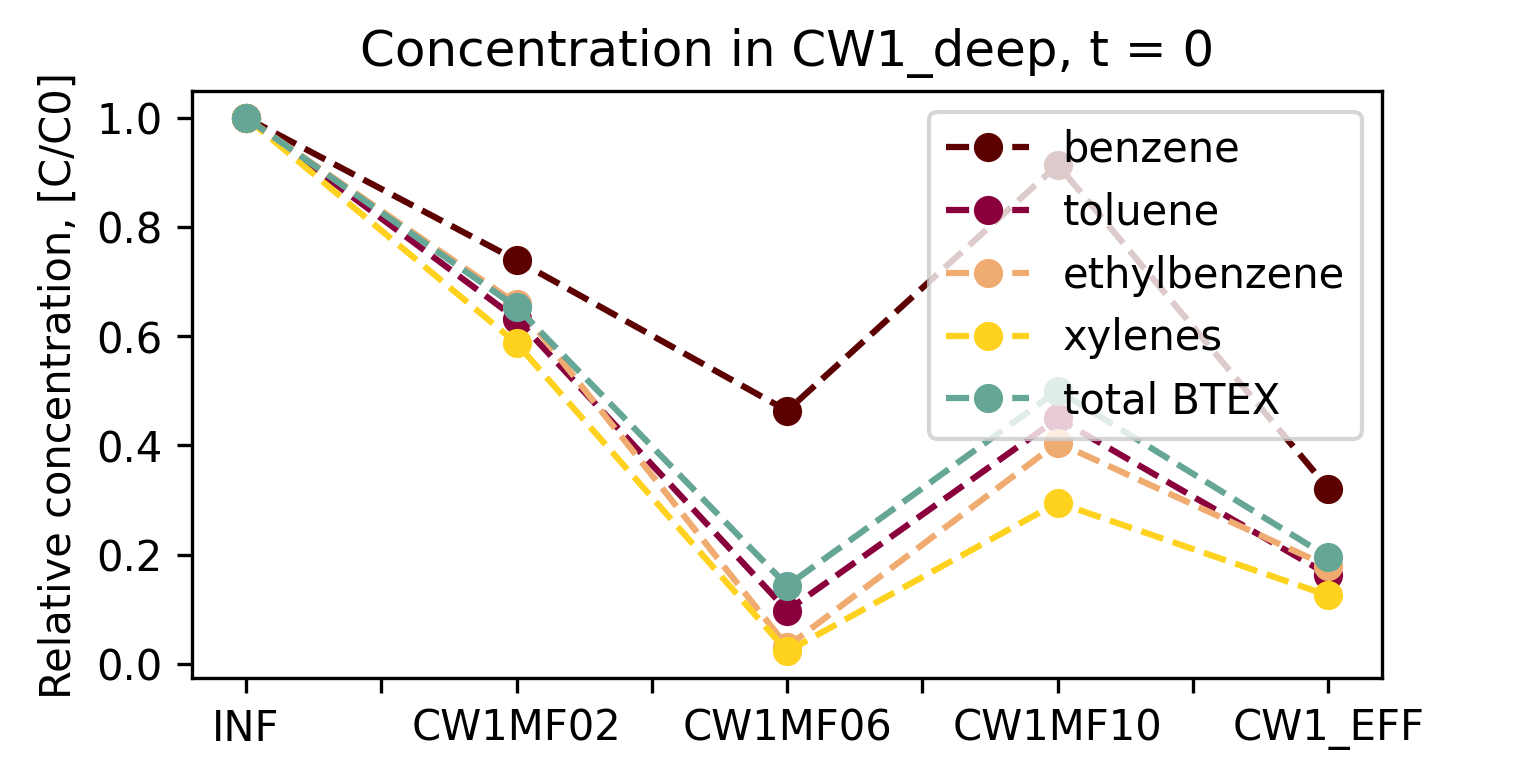 Concentration in CW1_deep, t = 0
Relative concentration, [C/C0]
1.0
0.8
0.6
0.4
0.2
0.0
benzene
toluene
ethylbenzene
xylenes
total BTEX
INF CW1MF02 CW1MF06 CW1MF10 CW1_EFF